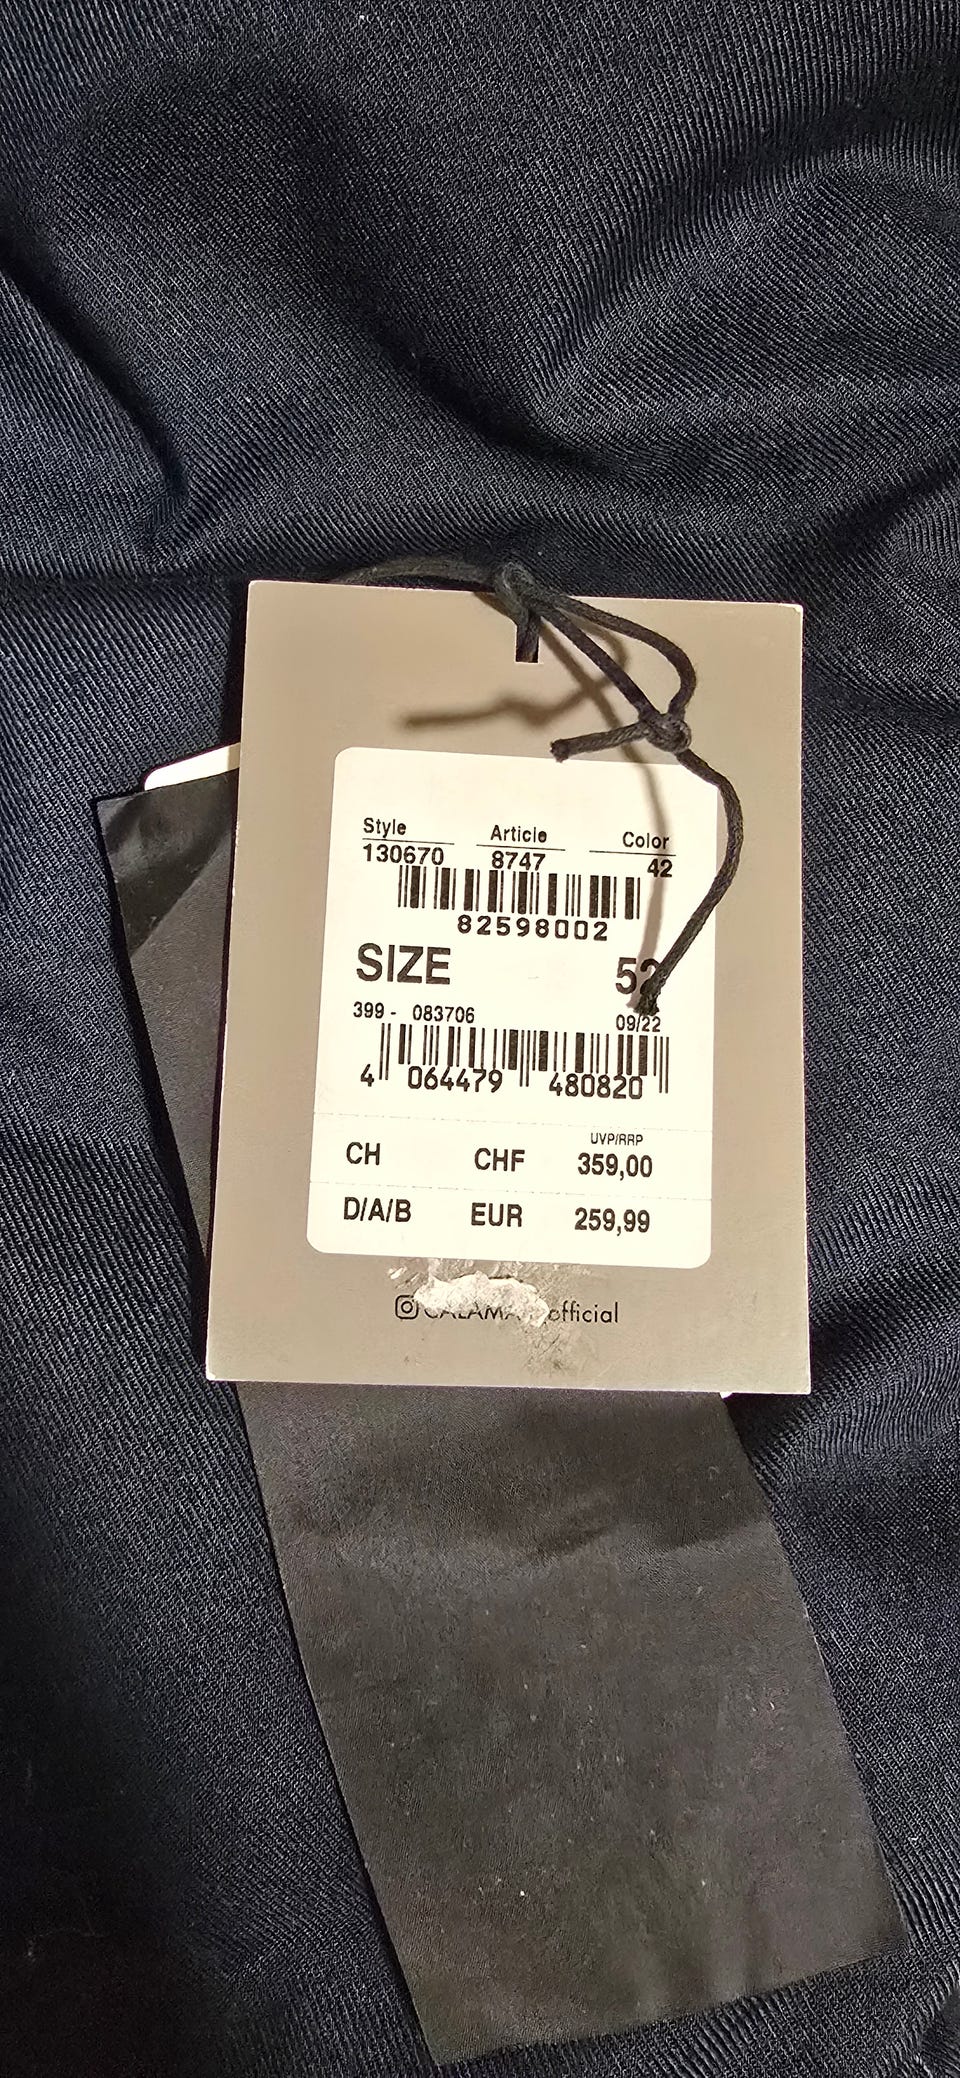 Style Article Color
130670 8747 42
82598002
SIZE 52
399 - 083706 09/22
4 064479 480820
UVP/RRP
CH CHF 359,00
D/A/B EUR 259,99
official